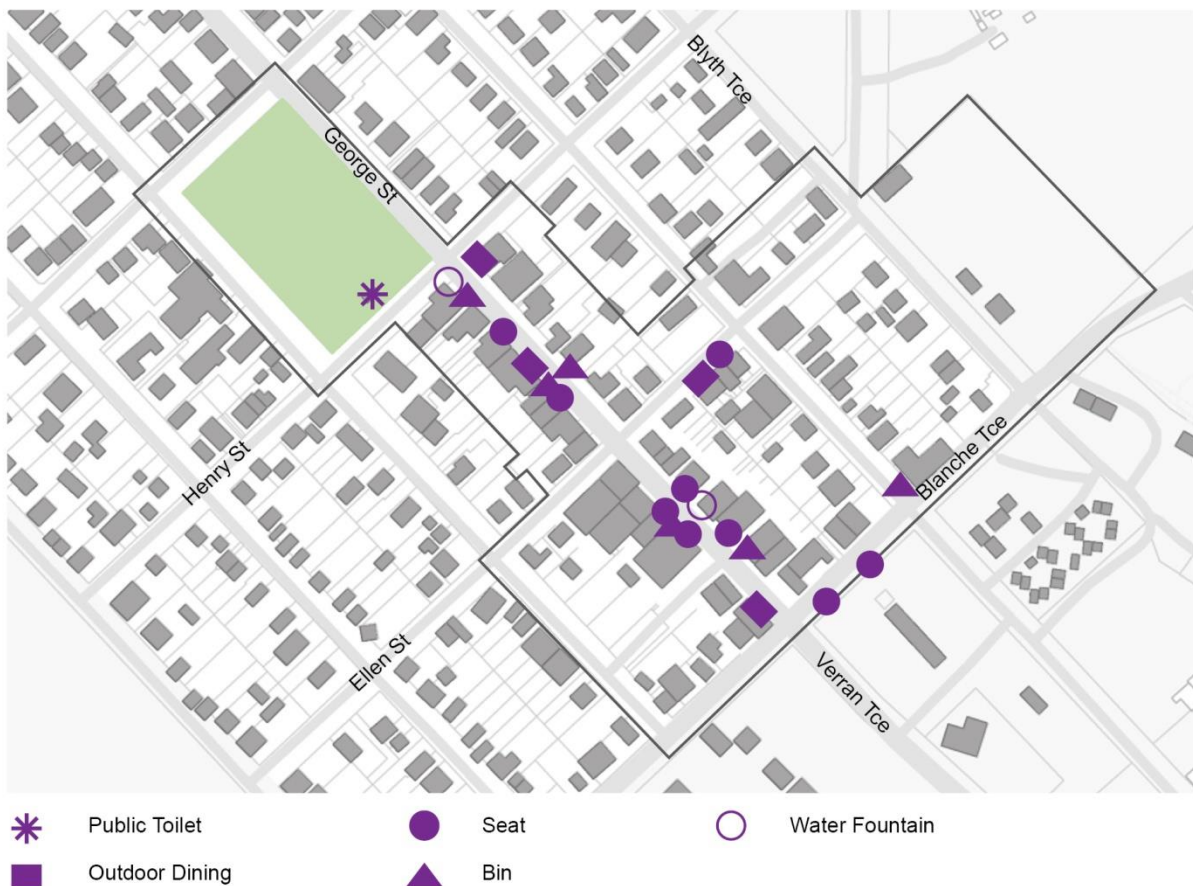 Blyth Tce
George St
Henry St
Blanche Tce
Ellen St
Verran Tce
Public Toilet
Seat
Water Fountain
Outdoor Dining
Bin